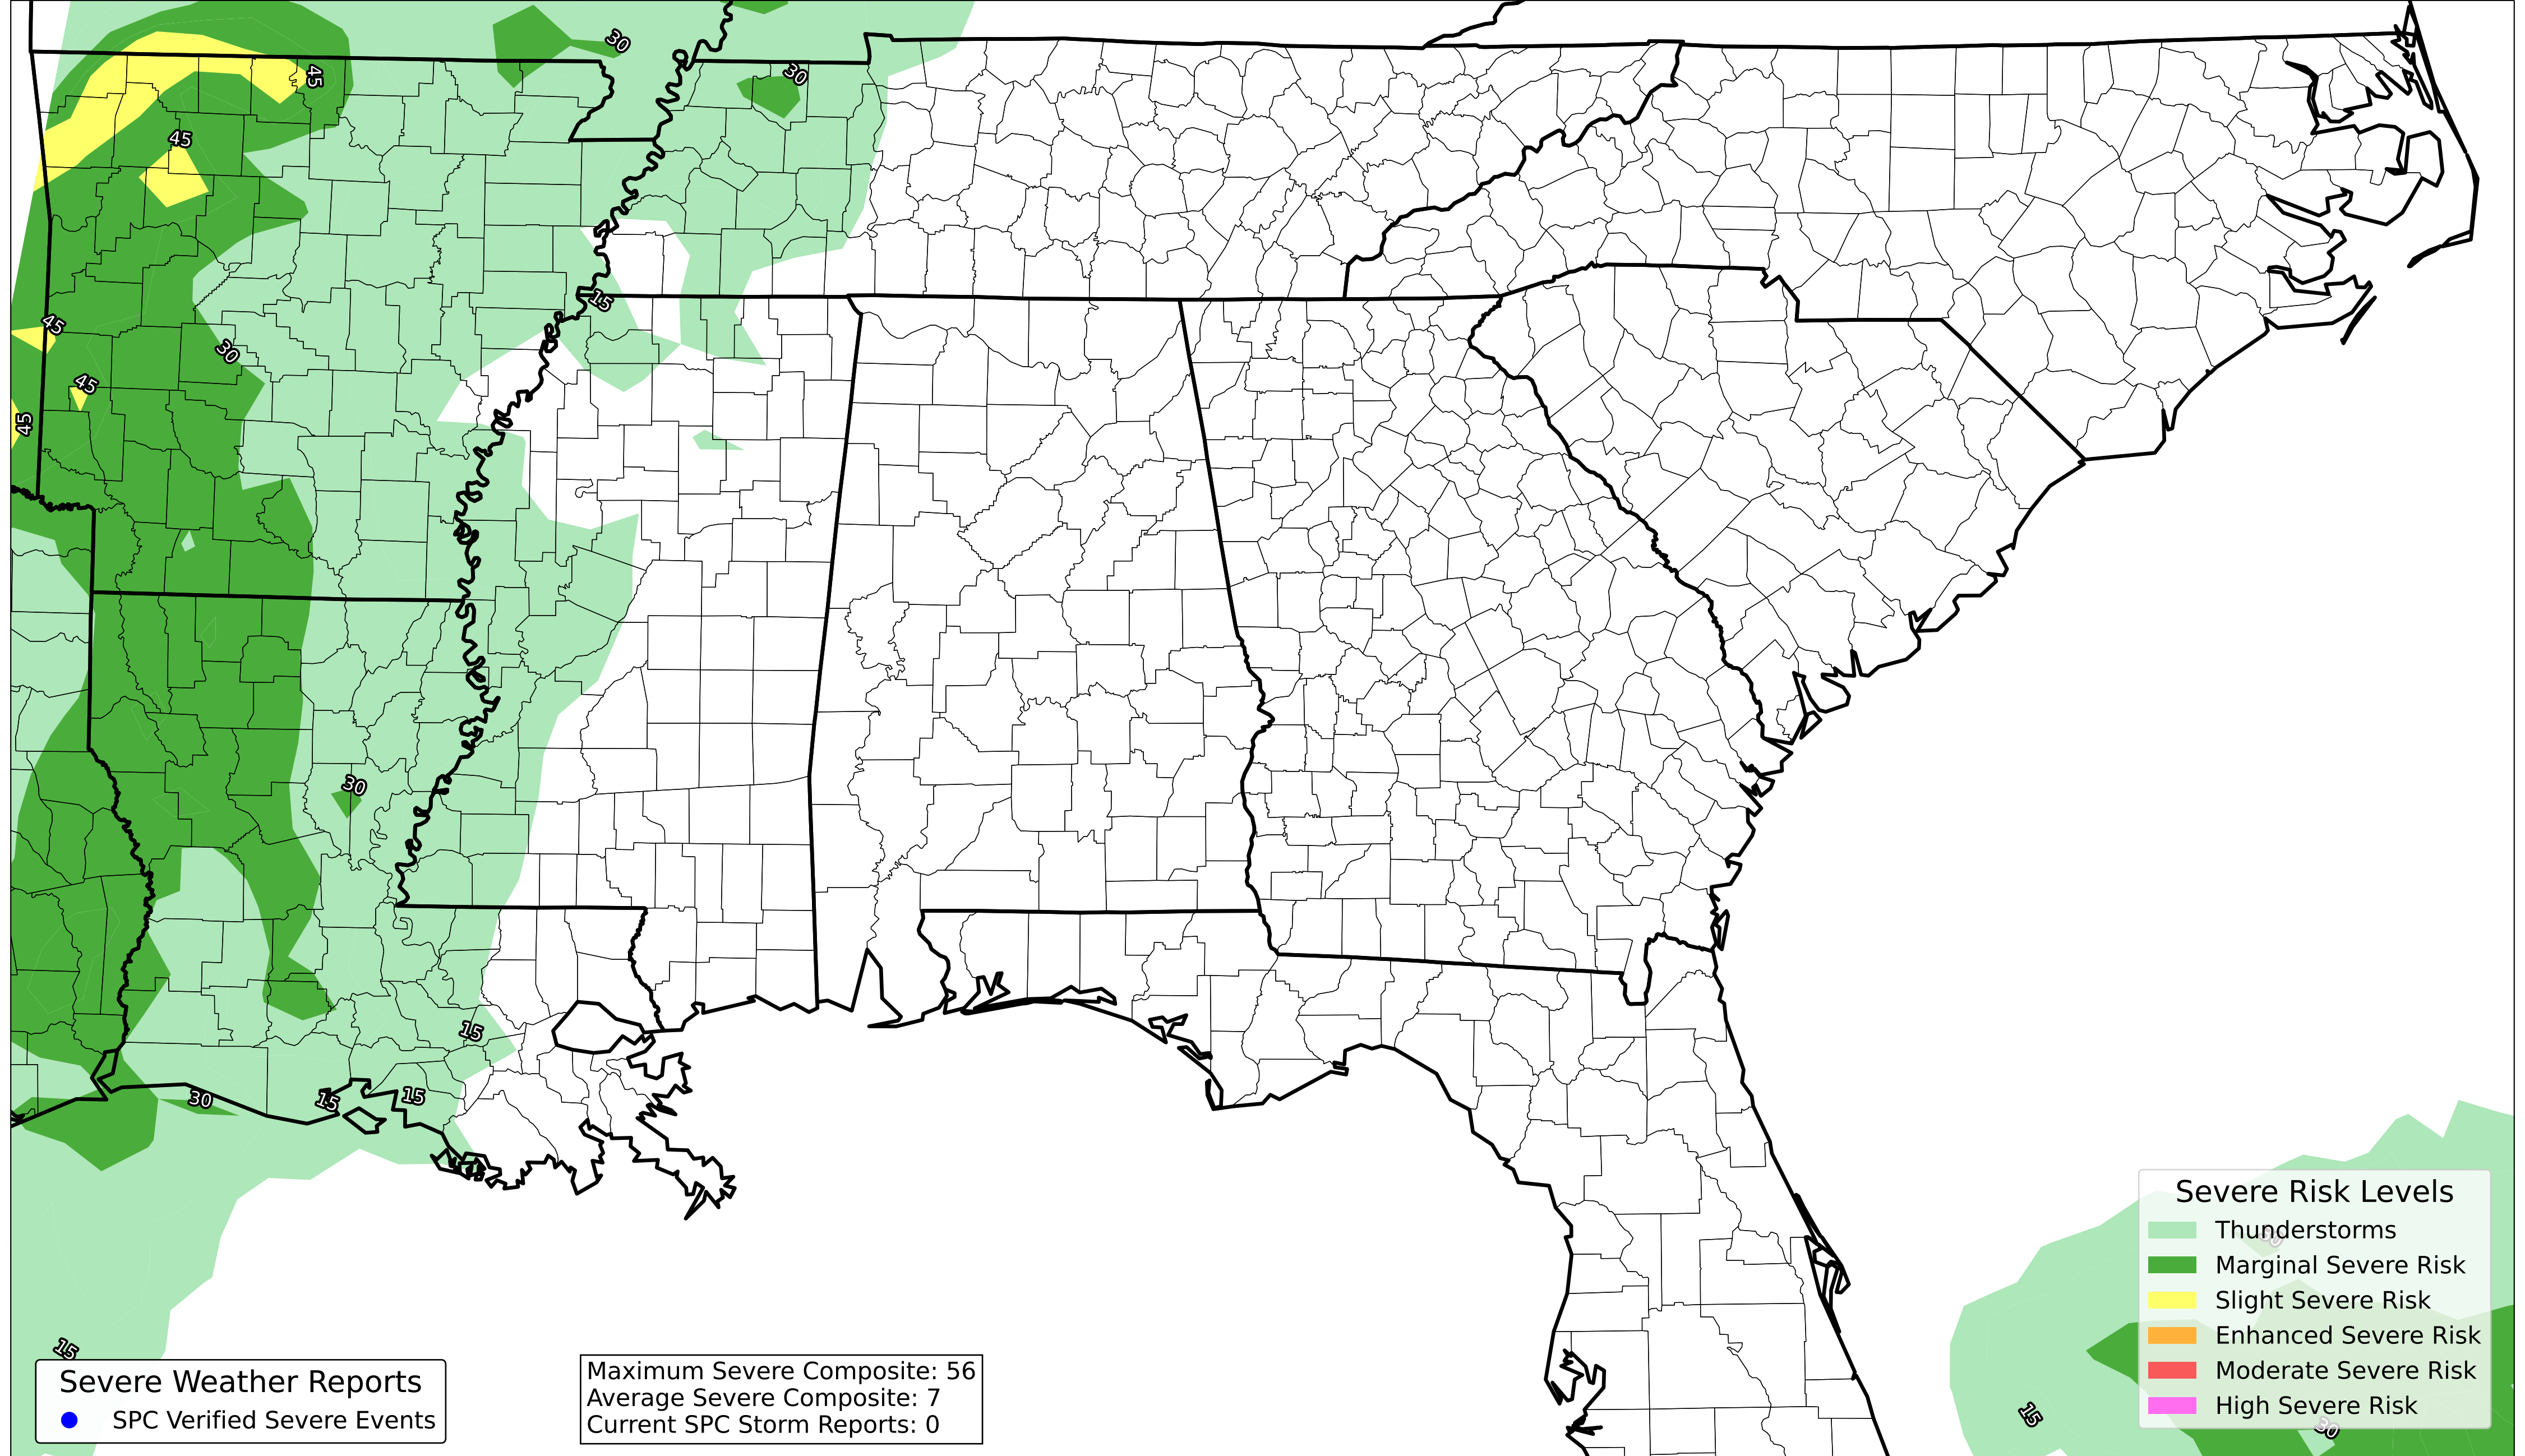 30
45
30
45
15
45
30
45
45
30
15
30
15
15
15
15
30
30
Severe Risk Levels
Thunderstorms
Marginal Severe Risk
Slight Severe Risk
Enhanced Severe Risk
Moderate Severe Risk
High Severe Risk
Severe Weather Reports
SPC Verified Severe Events
Maximum Severe Composite: 56
Average Severe Composite: 7
Current SPC Storm Reports: 0